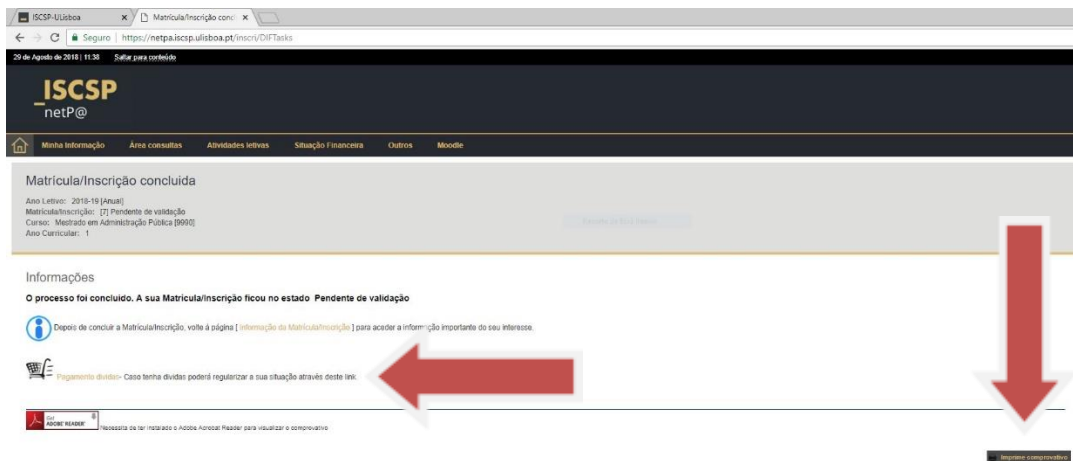 ISCSP-ULisboa
Matrícula/Inscrição conc
Seguro | https://netpa.iscsp.ulisboa.pt/inscri/DIFTasks
29 de Agosto de 2018 | 11:38 Saltar para conteúdo
_ISCSP
netP@
Minha Informação Área consultas Atividades letivas Situação Financeira Outros Moodle
Matrícula/Inscrição concluida
Ano Letivo: 2018-19 [Anual]
Matrícula/Inscrição: [7] Pendente de validação
Curso: Mestrado em Administração Pública [9990]
Ano Curricular: 1
Informações
O processo foi concluído. A sua Matrícula/Inscrição ficou no estado Pendente de validação
Depois de concluir a Matrícula/Inscrição, volte á página [ Informação da Matrícula/Inscrição ] para aceder a informação importante do seu interesse.
Pagamento dívidas- Caso tenha dívidas poderá regularizar a sua situação através deste link.
Get
ADOBE READER
Necessita de ter instalado o Adobe Acrobat Reader para visualizar o comprovativo
Imprime comprovativo